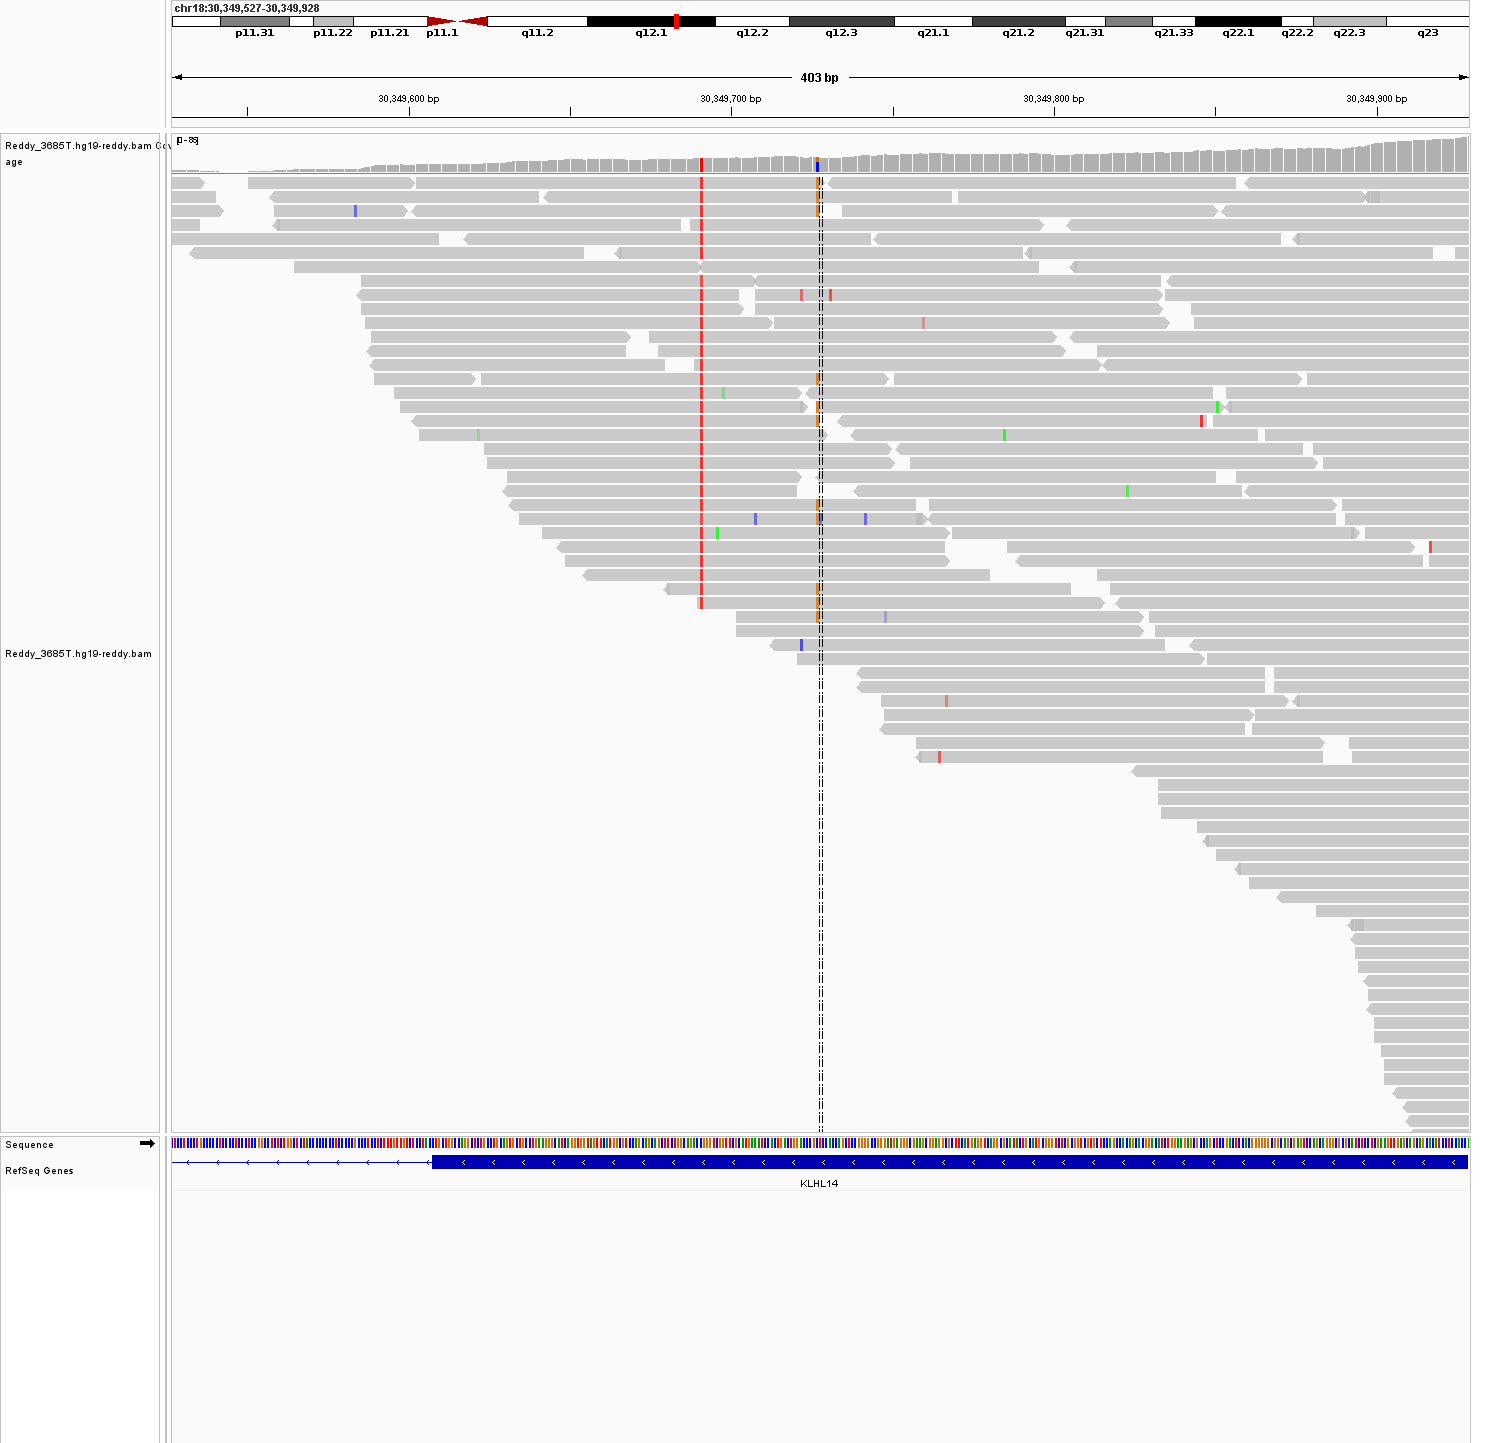 chr18:30,349,527-30,349,928
p11.31 p11.22 p11.21 p11.1 q11.2 q12.1 q12.2 q12.3 q21.1 q21.2 q21.31 q21.33 q22.1 q22.2 q22.3 q23
403 bp
30,349,600 bp 30,349,700 bp 30,349,800 bp 30,349,900 bp
Reddy_3685T.hg19-reddy.bam Cov
age
[0 - 89]
Reddy_3685T.hg19-reddy.bam
Sequence
RefSeq Genes
KLHL14